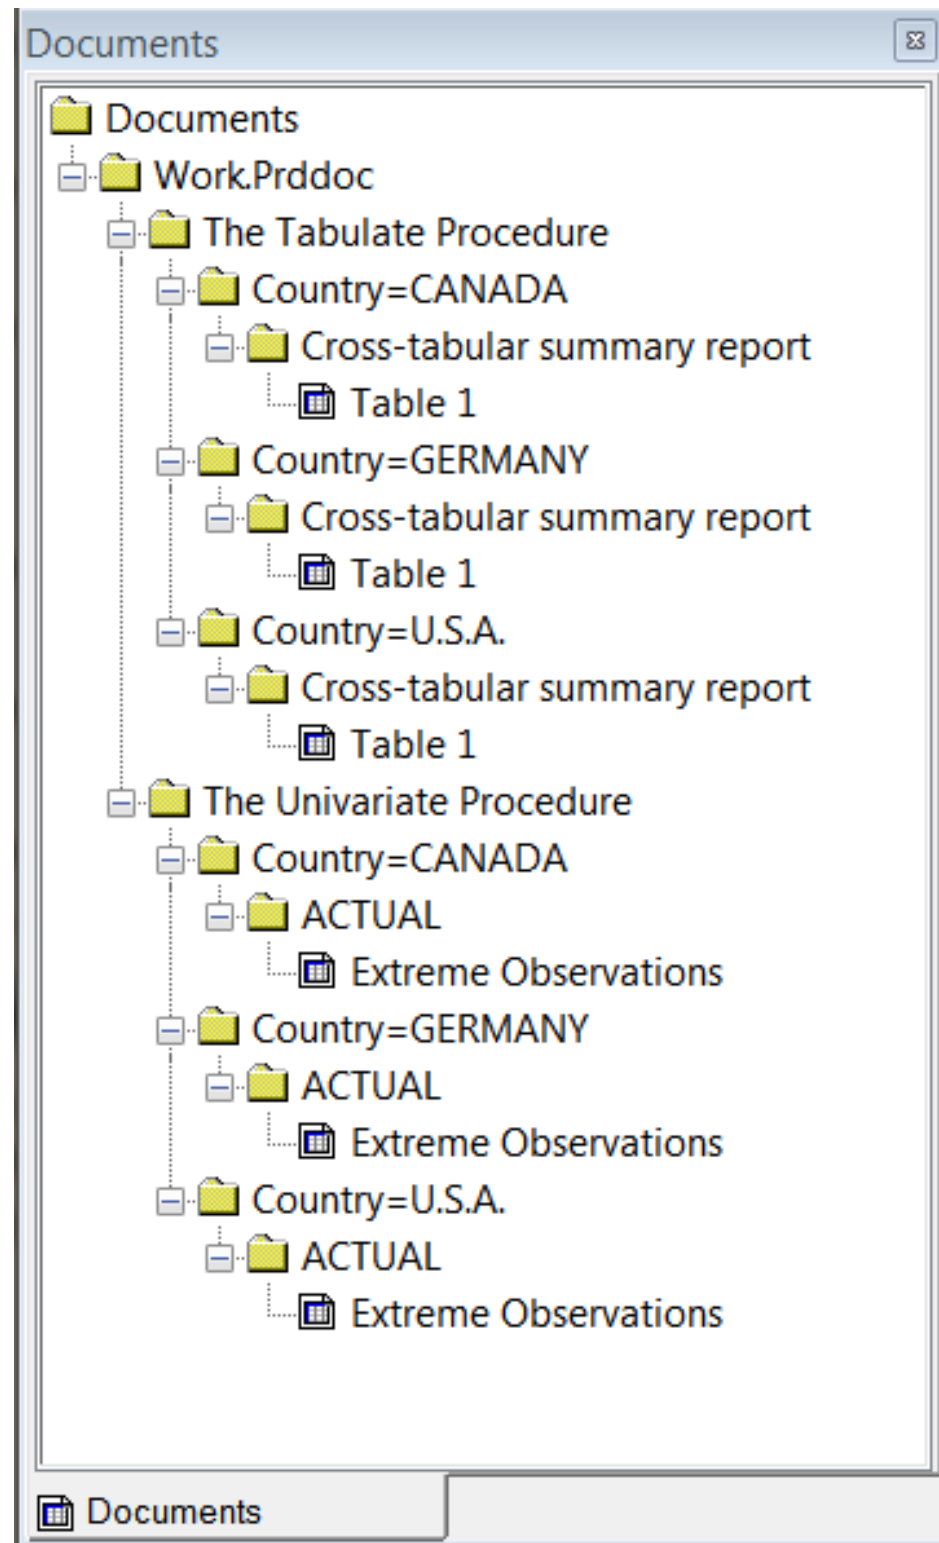 Documents
Documents
Work.Prddoc
The Tabulate Procedure
Country=CANADA
Cross-tabular summary report
Table 1
Country=GERMANY
Cross-tabular summary report
Table 1
Country=U.S.A.
Cross-tabular summary report
Table 1
The Univariate Procedure
Country=CANADA
ACTUAL
Extreme Observations
Country=GERMANY
ACTUAL
Extreme Observations
Country=U.S.A.
ACTUAL
Extreme Observations
Documents